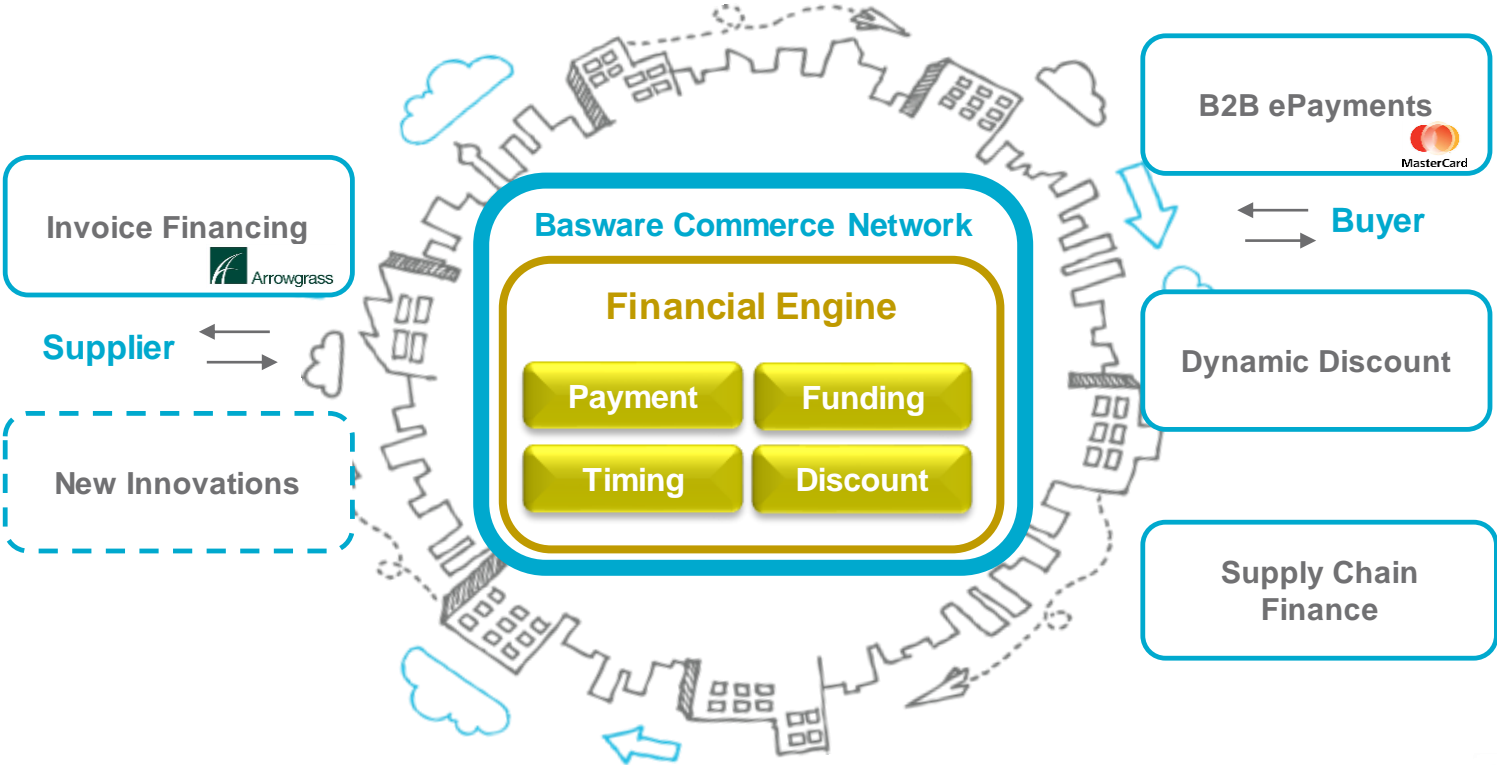 B2B ePayments
MasterCard
Invoice Financing
Arrowgrass
Basware Commerce Network
Buyer
Financial Engine
Supplier
Dynamic Discount
Payment
Funding
New Innovations
Timing
Discount
Supply Chain
Finance